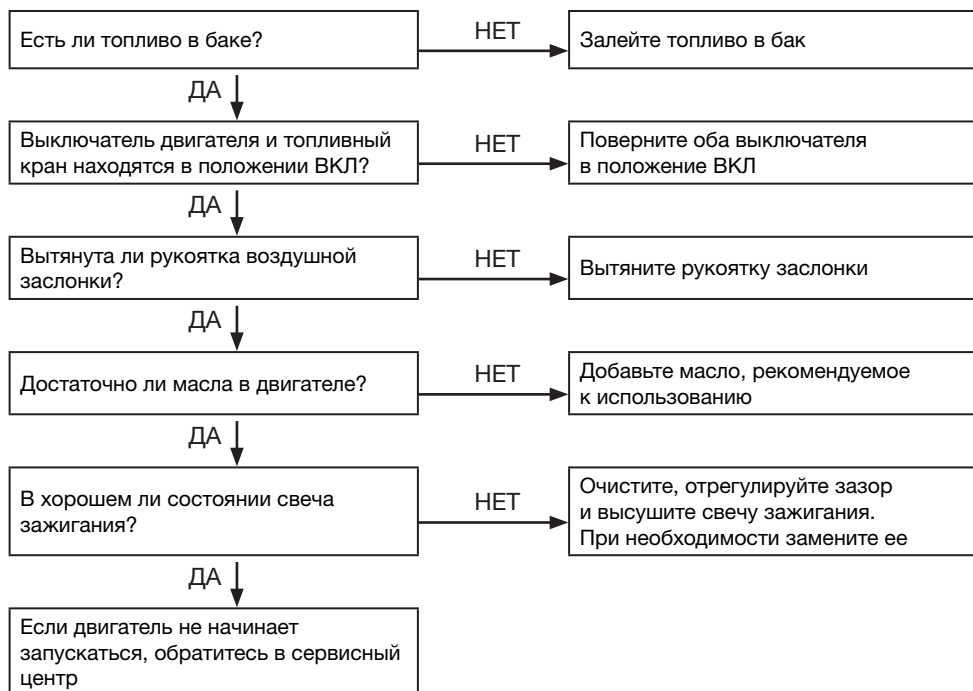 Есть ли топливо в баке?
НЕТ
Залейте топливо в бак
ДА
Выключатель двигателя и топливный
кран находятся в положении ВКЛ?
НЕТ
Поверните оба выключателя
в положение ВКЛ
ДА
Вытянута ли рукоятка воздушной
заслонки?
НЕТ
Вытяните рукоятку заслонки
ДА
Достаточно ли масла в двигателе?
НЕТ
Добавьте масло, рекомендуемое
к использованию
ДА
В хорошем ли состоянии свеча
зажигания?
НЕТ
Очистите, отрегулируйте зазор
и высушите свечу зажигания.
При необходимости замените ее
ДА
Если двигатель не начинает
запускаться, обратитесь в сервисный
центр